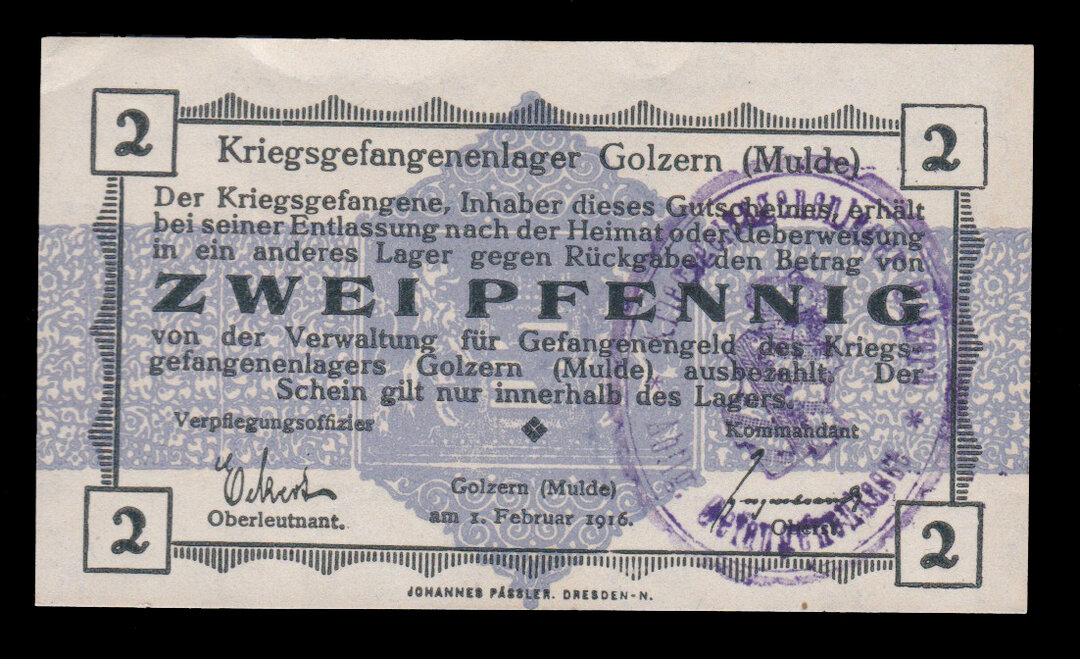 2 2
Kriegsgefangenenlager Golzern (Mulde)
Der Kriegsgefangene, Inhaber dieses Gutscheines, erhält
bei seiner Entlassung nach der Heimat oder Ueberweisung
in ein anderes Lager gegen Rückgabe den Betrag von
ZWEI PFENNIG
von der Verwaltung für Gefangenengeld des Kriegs-
gefangenenlagers Golzern (Mulde) ausbezahlt. Der
Schein gilt nur innerhalb des Lagers.
Verpflegungsoffizier Kommandant
Eckert
Golzern (Mulde)
Oberleutnant. am 1. Februar 1916. Oberst
2 2
JOHANNES PÄSSLER. DRESDEN-N.